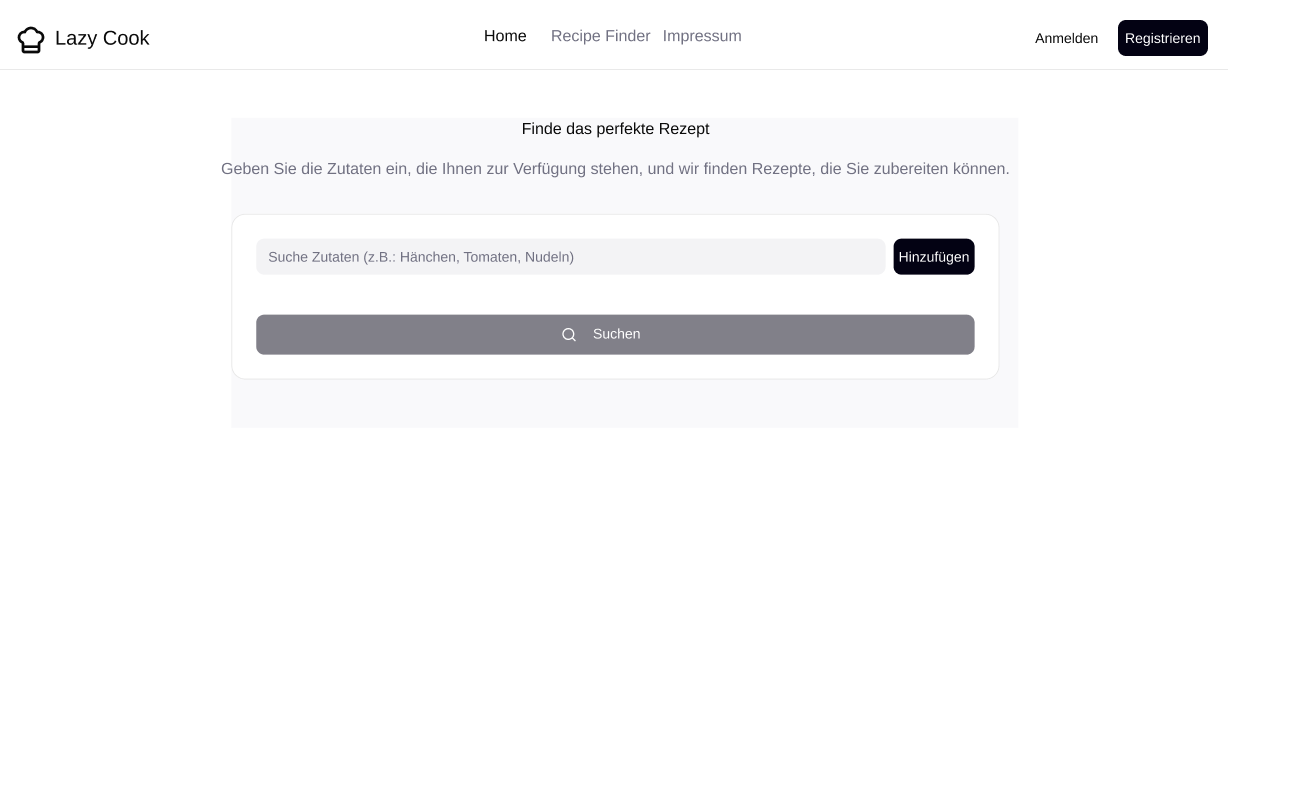 Lazy Cook
Home Recipe Finder Impressum
Anmelden Registrieren
Finde das perfekte Rezept
Geben Sie die Zutaten ein, die Ihnen zur Verfügung stehen, und wir finden Rezepte, die Sie zubereiten können.
Suche Zutaten (z.B.: Hänchen, Tomaten, Nudeln) Hinzufügen
Suchen